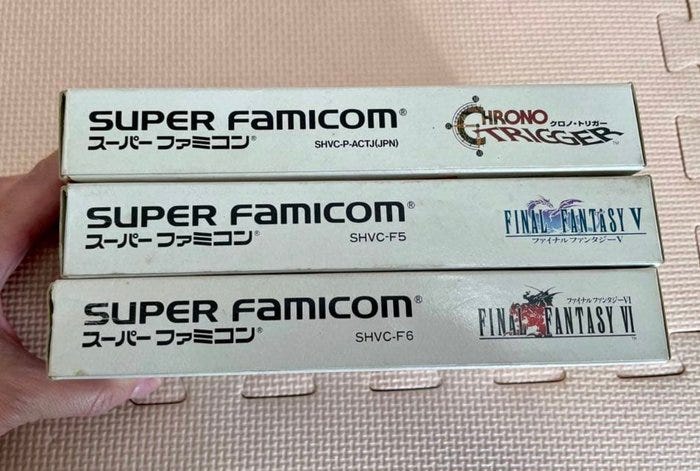 SUPER FAMICOM®
スーパーファミコン®
SHVC-P-ACTJ(JPN)
CHRONO
クロノ・トリガー
TRIGGER™
SUPER FAMICOM®
スーパーファミコン®
SHVC-F5
FINAL FANTASY V
ファイナルファンタジーV
SUPER FAMICOM®
スーパーファミコン®
SHVC-F6
ファイナルファンタジーVI
FINAL FANTASY VI
™